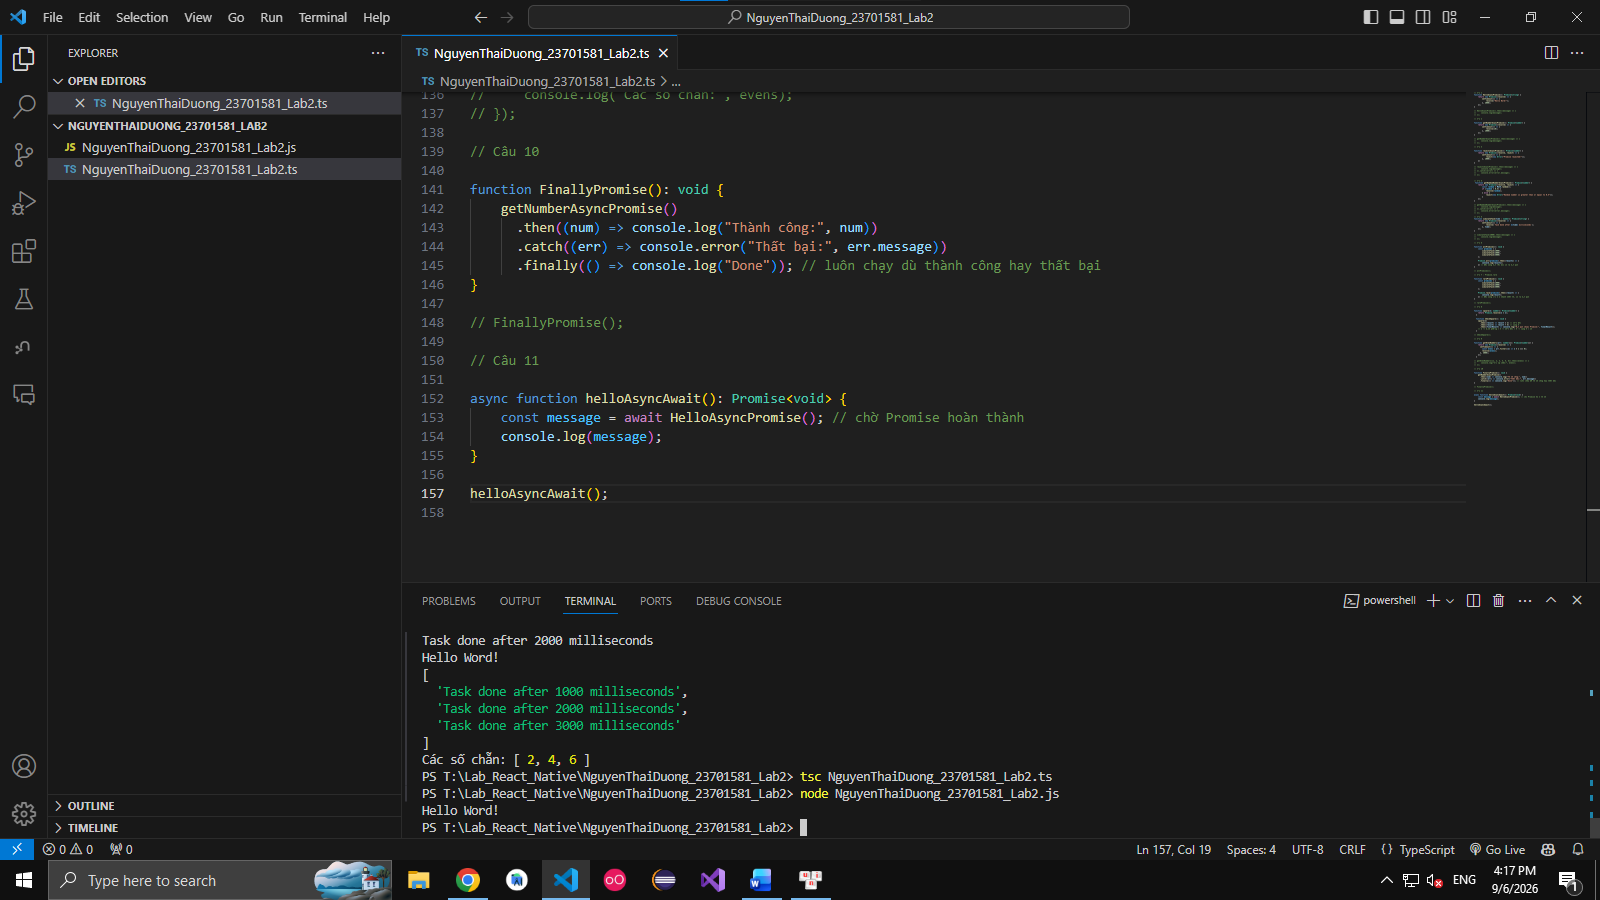 File Edit Selection View Go Run Terminal Help
NguyenThaiDuong_23701581_Lab2
EXPLORER
OPEN EDITORS
TS NguyenThaiDuong_23701581_Lab2.ts
NGUYENTHAIDUONG_23701581_LAB2
JS NguyenThaiDuong_23701581_Lab2.js
TS NguyenThaiDuong_23701581_Lab2.ts
OUTLINE
TIMELINE
TS NguyenThaiDuong_23701581_Lab2.ts
TS NguyenThaiDuong_23701581_Lab2.ts > ...
136 // console.log( Các số chẵn: , evens);
137 // });
138
139 // Câu 10
140
141 function FinallyPromise(): void {
142 getNumberAsyncPromise()
143 .then((num) => console.log("Thành công:", num))
144 .catch((err) => console.error("Thất bại:", err.message))
145 .finally(() => console.log("Done")); // luôn chạy dù thành công hay thất bại
146 }
147
148 // FinallyPromise();
149
150 // Câu 11
151
152 async function helloAsyncAwait(): Promise<void> {
153 const message = await HelloAsyncPromise(); // chờ Promise hoàn thành
154 console.log(message);
155 }
156
157 helloAsyncAwait();
158
PROBLEMS OUTPUT TERMINAL PORTS DEBUG CONSOLE
powershell
Task done after 2000 milliseconds
Hello Word!
[
'Task done after 1000 milliseconds',
'Task done after 2000 milliseconds',
'Task done after 3000 milliseconds'
]
Các số chẵn: [ 2, 4, 6 ]
PS T:\Lab_React_Native\NguyenThaiDuong_23701581_Lab2> tsc NguyenThaiDuong_23701581_Lab2.ts
PS T:\Lab_React_Native\NguyenThaiDuong_23701581_Lab2> node NguyenThaiDuong_23701581_Lab2.js
Hello Word!
PS T:\Lab_React_Native\NguyenThaiDuong_23701581_Lab2>
0 0 0
Ln 157, Col 19 Spaces: 4 UTF-8 CRLF {} TypeScript Go Live
Type here to search
ENG
4:17 PM
9/6/2026
1